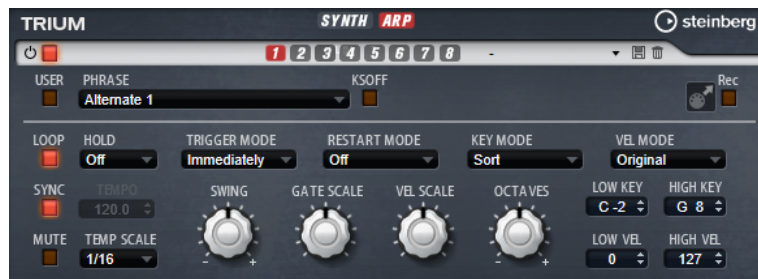 TRIUM SYNTH ARP steinberg
1 2 3 4 5 6 7 8 -
USER PHRASE KSOFF Rec
Alternate 1
LOOP HOLD TRIGGER MODE RESTART MODE KEY MODE VEL MODE
Off Immediately Off Sort Original
SYNC TEMPO SWING GATE SCALE VEL SCALE OCTAVES LOW KEY HIGH KEY
120.0 C -2 G 8
MUTE TEMP SCALE LOW VEL HIGH VEL
1/16 - + - + 0 127